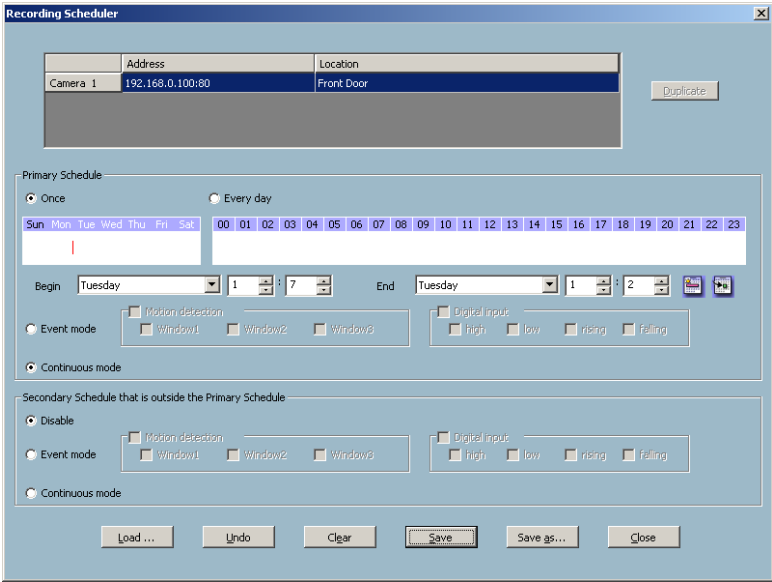 Recording Scheduler
Address Location
Camera 1 192.168.0.100:80 Front Door
Duplicate
Primary Schedule
Once Every day
Sun Mon Tue Wed Thu Fri Sat 00 01 02 03 04 05 06 07 08 09 10 11 12 13 14 15 16 17 18 19 20 21 22 23
Begin Tuesday 1 : 7 End Tuesday 1 : 2
Motion detection Digital input
Event mode Window1 Window2 Window3 high low rising falling
Continuous mode
Secondary Schedule that is outside the Primary Schedule
Disable
Motion detection Digital input
Event mode Window1 Window2 Window3 high low rising falling
Continuous mode
Load ... Undo Clear Save Save as... Close